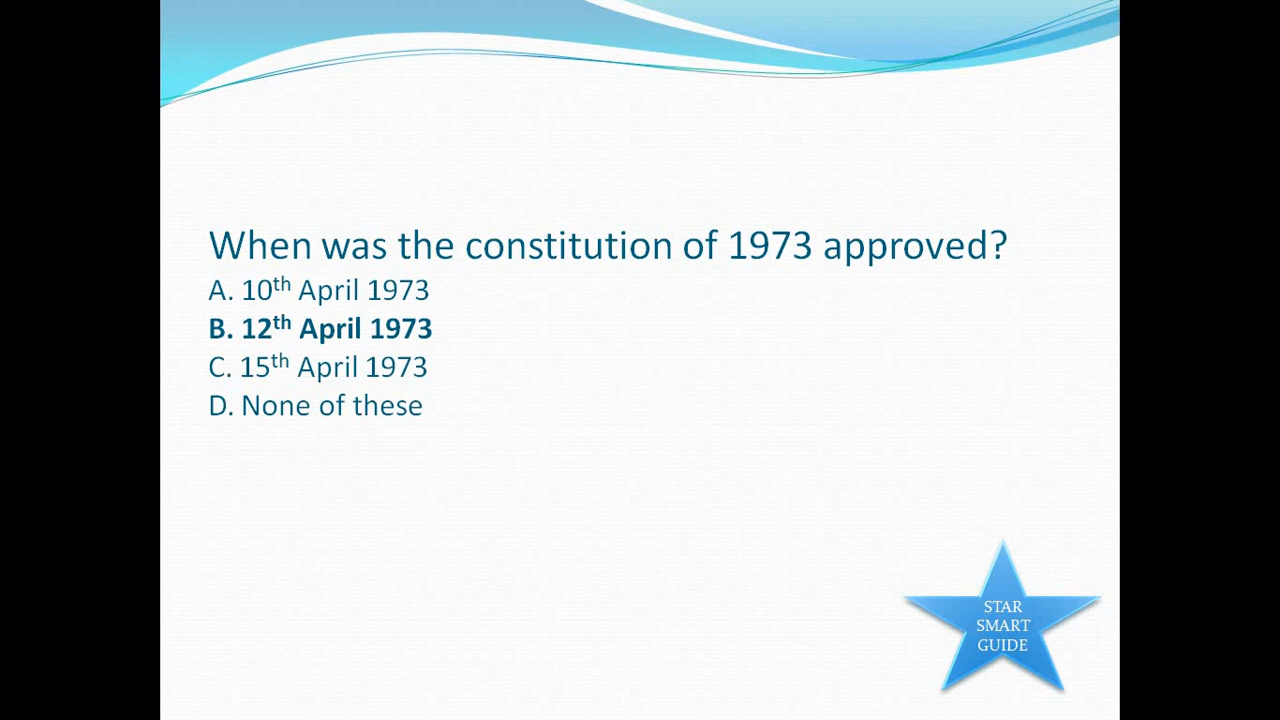 When was the constitution of 1973 approved?
A. 10th April 1973
B. 12th April 1973
C. 15th April 1973
D. None of these
STAR
SMART
GUIDE